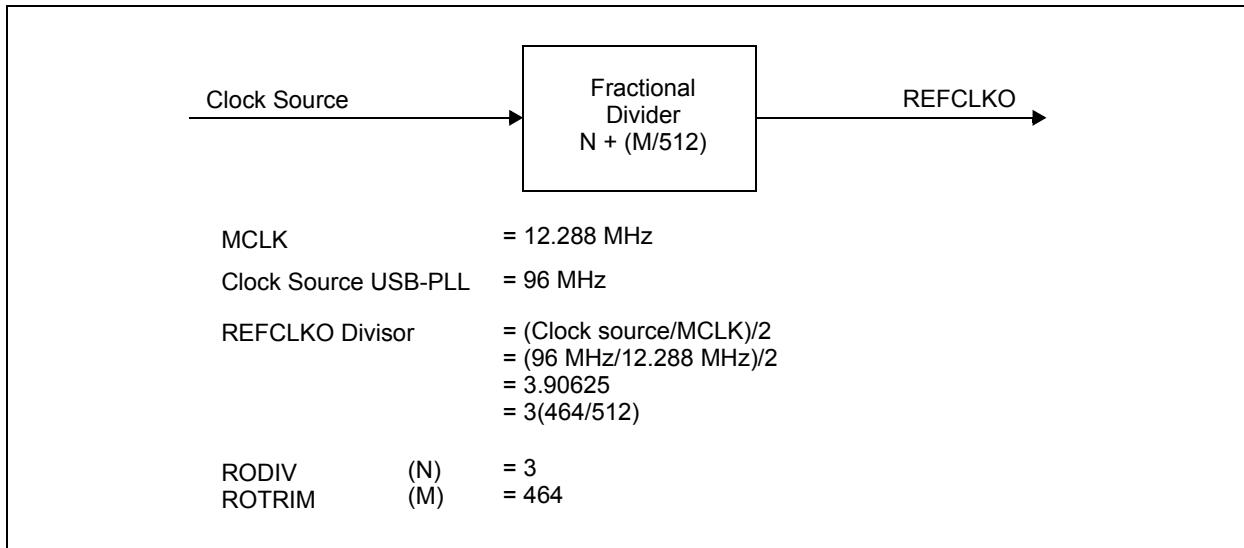 Clock Source
Fractional
Divider
N + (M/512)
REFCLKO
MCLK = 12.288 MHz
Clock Source USB-PLL = 96 MHz
REFCLKO Divisor = (Clock source/MCLK)/2
= (96 MHz/12.288 MHz)/2
= 3.90625
= 3(464/512)
RODIV (N) = 3
ROTRIM (M) = 464